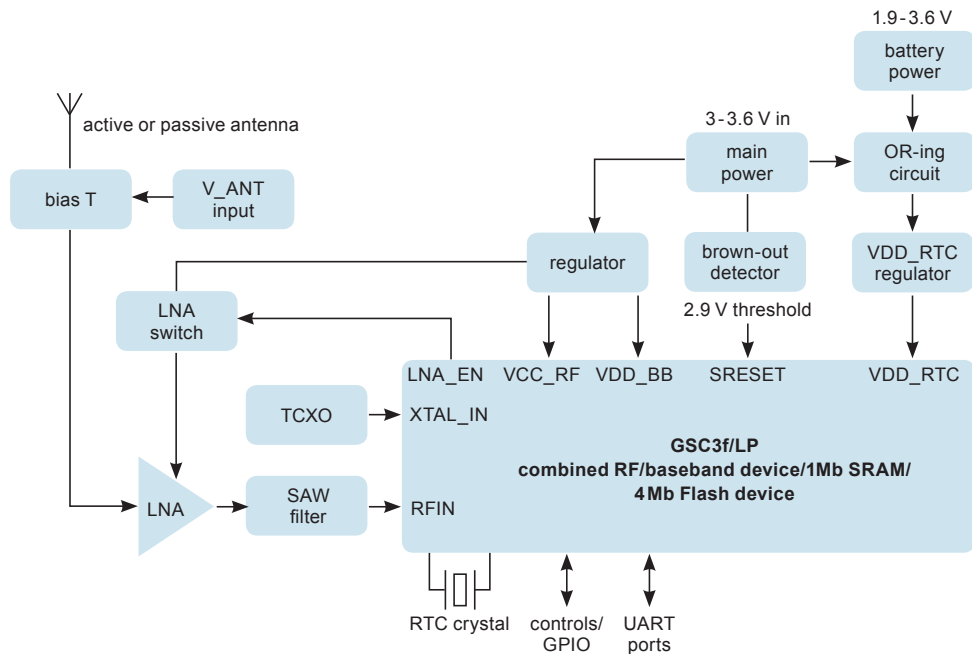 1.9-3.6 V
battery
power
active or passive antenna
3-3.6 V in
main
power
OR-ing
circuit
bias T
V_ANT
input
regulator
brown-out
detector
VDD_RTC
regulator
LNA
switch
2.9 V threshold
LNA_EN
VCC_RF
VDD_BB
SRESET
VDD_RTC
TCXO
XTAL_IN
GSC3f/LP
combined RF/baseband device/1Mb SRAM/
4Mb Flash device
LNA
SAW
filter
RFIN
RTC crystal
controls/
GPIO
UART
ports